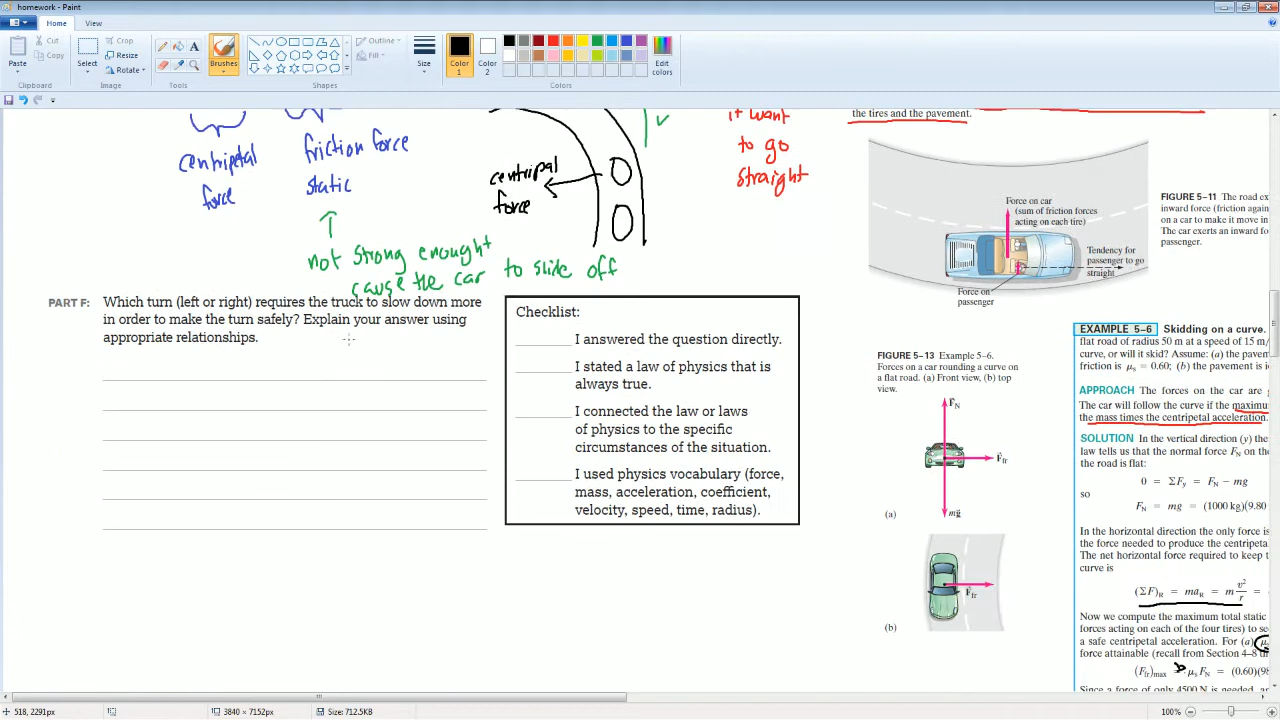 homework - Paint
Home
View
Paste
Cut
Copy
Clipboard
Select
Crop
Resize
Rotate
Image
A
Tools
Brushes
Shapes
Outline
Fill
Size
Color 1
Color 2
Edit colors
Colors
centripetal
force
friction force
static
not strong enought
cause the car to slide off
centripal
force
v
it want
to go
straight
PART F: Which turn (left or right) requires the truck to slow down more
in order to make the turn safely? Explain your answer using
appropriate relationships.
Checklist:
I answered the question directly.
I stated a law of physics that is
always true.
I connected the law or laws
of physics to the specific
circumstances of the situation.
I used physics vocabulary (force,
mass, acceleration, coefficient,
velocity, speed, time, radius).
the tires and the pavement.
Force on car
(sum of friction forces
acting on each tire)
Tendency for
passenger to go
straight
Force on
passenger
FIGURE 5-11 The road ex
inward force (friction again
on a car to make it move in
The car exerts an inward fo
passenger.
FIGURE 5-13 Example 5-6.
Forces on a car rounding a curve on
a flat road. (a) Front view, (b) top
view.
F_N
F_fr
mg
(a)
F_fr
(b)
EXAMPLE 5-6 Skidding on a curve.
flat road of radius 50 m at a speed of 15 m/
curve, or will it skid? Assume: (a) the pavem
friction is μs = 0.60; (b) the pavement is i
APPROACH The forces on the car are g
The car will follow the curve if the maximu
the mass times the centripetal acceleration.
SOLUTION In the vertical direction (y) the
law tells us that the normal force FN on the
the road is flat:
0 = ΣFy = FN − mg
so
FN = mg = (1000 kg)(9.80
In the horizontal direction the only force is
the force needed to produce the centripeta
The net horizontal force required to keep t
curve is
(ΣF)R = maR = m v²/r =
Now we compute the maximum total static
forces acting on each of the four tires) to se
a safe centripetal acceleration. For (a) μ
force attainable (recall from Section 4-8 th
(Ffr)max = μs FN = (0.60)(98
Since a force of only 4500 N is needed, an
518, 2291px
3840 × 7152px
Size: 712.5KB
100%